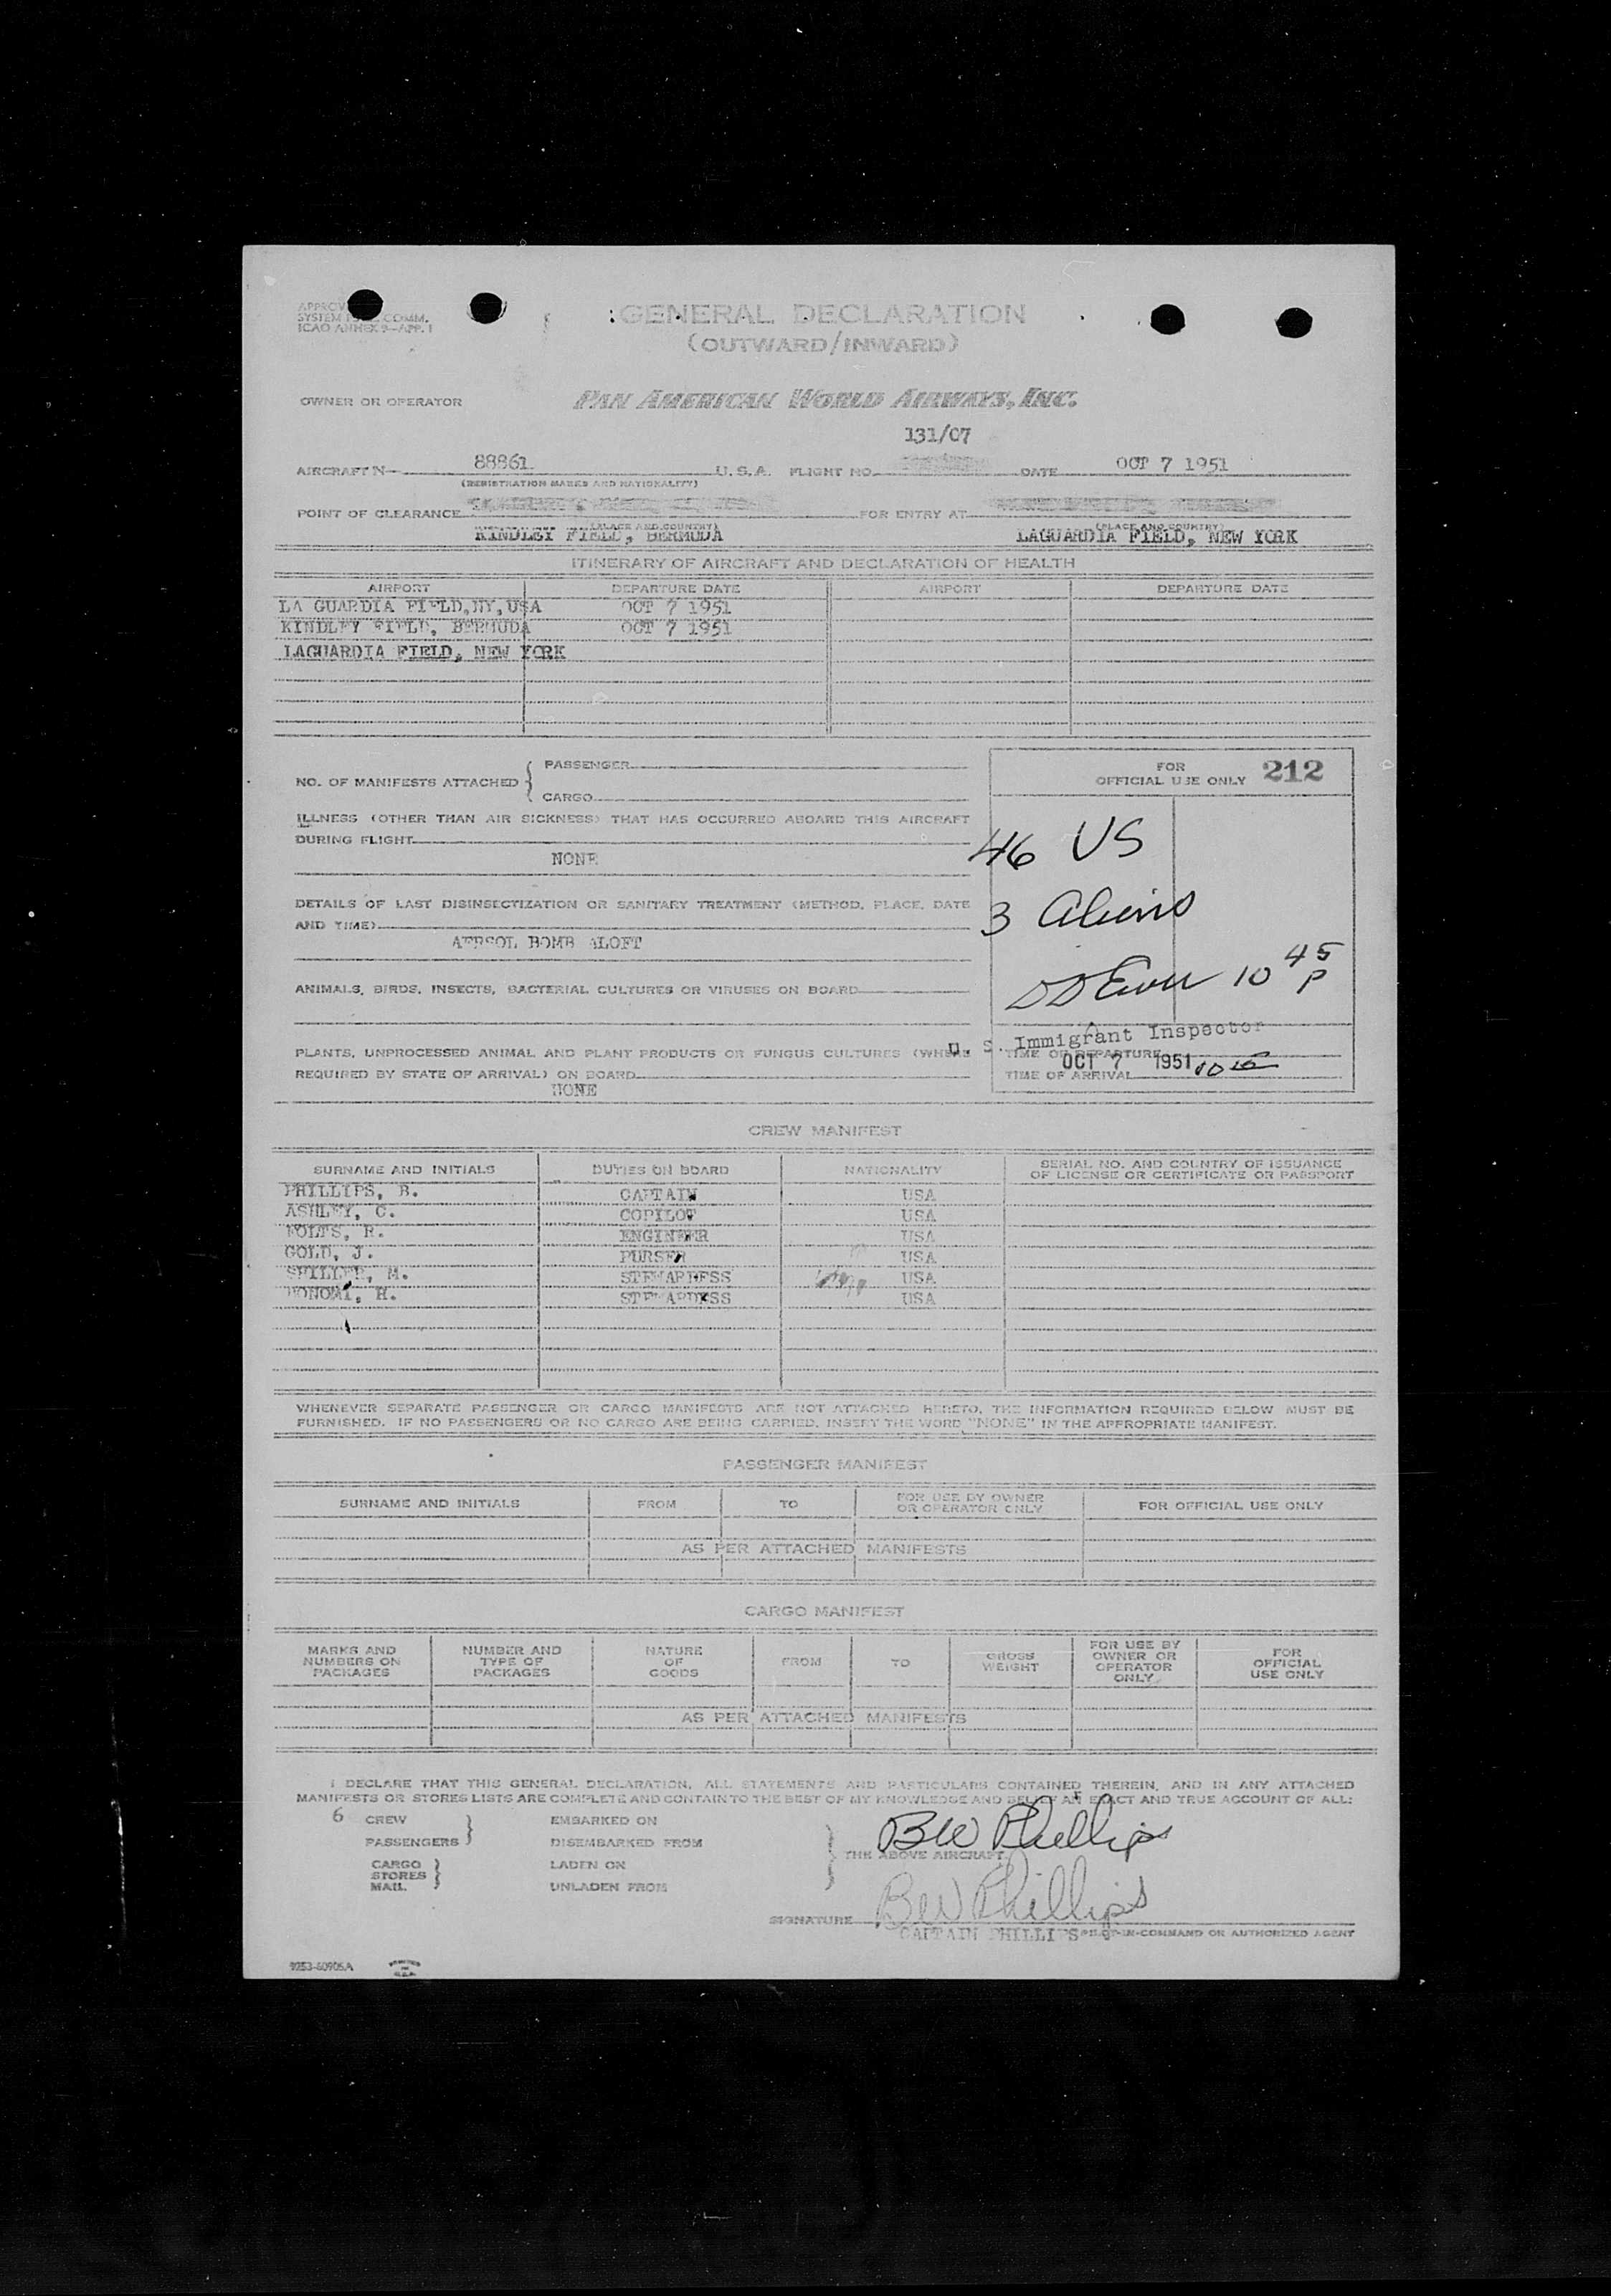 GENERAL DECLARATION
(OUTWARD/INWARD)
ICAO ANNEX 9—APP. 1
OWNER OR OPERATOR PAN AMERICAN WORLD AIRWAYS, INC.
131/07
AIRCRAFT N— 88861 U. S. A. FLIGHT NO. DATE OCT 7 1951
(REGISTRATION MARKS AND NATIONALITY)
POINT OF CLEARANCE FOR ENTRY AT
(PLACE AND COUNTRY) (PLACE AND COUNTRY)
KINDLEY FIELD, BERMUDA LAGUARDIA FIELD, NEW YORK
ITINERARY OF AIRCRAFT AND DECLARATION OF HEALTH
AIRPORT DEPARTURE DATE AIRPORT DEPARTURE DATE
LA GUARDIA FIELD,NY,USA OCT 7 1951
KINDLEY FIELD, BERMUDA OCT 7 1951
LAGUARDIA FIELD, NEW YORK
NO. OF MANIFESTS ATTACHED { PASSENGER
CARGO
FOR OFFICIAL USE ONLY 212
ILLNESS (OTHER THAN AIR SICKNESS) THAT HAS OCCURRED ABOARD THIS AIRCRAFT
DURING FLIGHT
NONE
46 US
3 Aliens
DETAILS OF LAST DISINSECTIZATION OR SANITARY TREATMENT (METHOD, PLACE, DATE
AND TIME)
AERSOL BOMB ALOFT
10 45 P
ANIMALS, BIRDS, INSECTS, BACTERIAL CULTURES OR VIRUSES ON BOARD
U. S. Immigrant Inspector
PLANTS, UNPROCESSED ANIMAL AND PLANT PRODUCTS OR FUNGUS CULTURES (WHERE
REQUIRED BY STATE OF ARRIVAL) ON BOARD
NONE
TIME OF DEPARTURE
OCT 7 1951
TIME OF ARRIVAL
CREW MANIFEST
SURNAME AND INITIALS DUTIES ON BOARD NATIONALITY SERIAL NO. AND COUNTRY OF ISSUANCE
OF LICENSE OR CERTIFICATE OR PASSPORT
PHILLIPS, B. CAPTAIN USA
ASHLEY, C. COPILOT USA
FOLTS, R. ENGINEER USA
GOLD, J. PURSER USA
SPILLER, M. STEWARDESS USA
BONOMI, H. STEWARDESS USA
WHENEVER SEPARATE PASSENGER OR CARGO MANIFESTS ARE NOT ATTACHED HERETO, THE INFORMATION REQUIRED BELOW MUST BE
FURNISHED. IF NO PASSENGERS OR NO CARGO ARE BEING CARRIED, INSERT THE WORD "NONE" IN THE APPROPRIATE MANIFEST.
PASSENGER MANIFEST
SURNAME AND INITIALS FROM TO FOR USE BY OWNER
OR OPERATOR ONLY FOR OFFICIAL USE ONLY
AS PER ATTACHED MANIFESTS
CARGO MANIFEST
MARKS AND NUMBERS ON PACKAGES NUMBER AND TYPE OF PACKAGES NATURE OF GOODS FROM TO GROSS WEIGHT FOR USE BY OWNER OR OPERATOR ONLY FOR OFFICIAL USE ONLY
AS PER ATTACHED MANIFESTS
I DECLARE THAT THIS GENERAL DECLARATION, ALL STATEMENTS AND PARTICULARS CONTAINED THEREIN, AND IN ANY ATTACHED
MANIFESTS OR STORES LISTS ARE COMPLETE AND CONTAIN TO THE BEST OF MY KNOWLEDGE AND BELIEF AN EXACT AND TRUE ACCOUNT OF ALL:
6 CREW EMBARKED ON
PASSENGERS DISEMBARKED FROM
BW Phillips
THE ABOVE AIRCRAFT
CARGO
STORES
MAIL
LADEN ON
UNLADEN FROM
SIGNATURE BW Phillips
CAPTAIN PHILLIPS PILOT-IN-COMMAND OR AUTHORIZED AGENT
9253-60905A